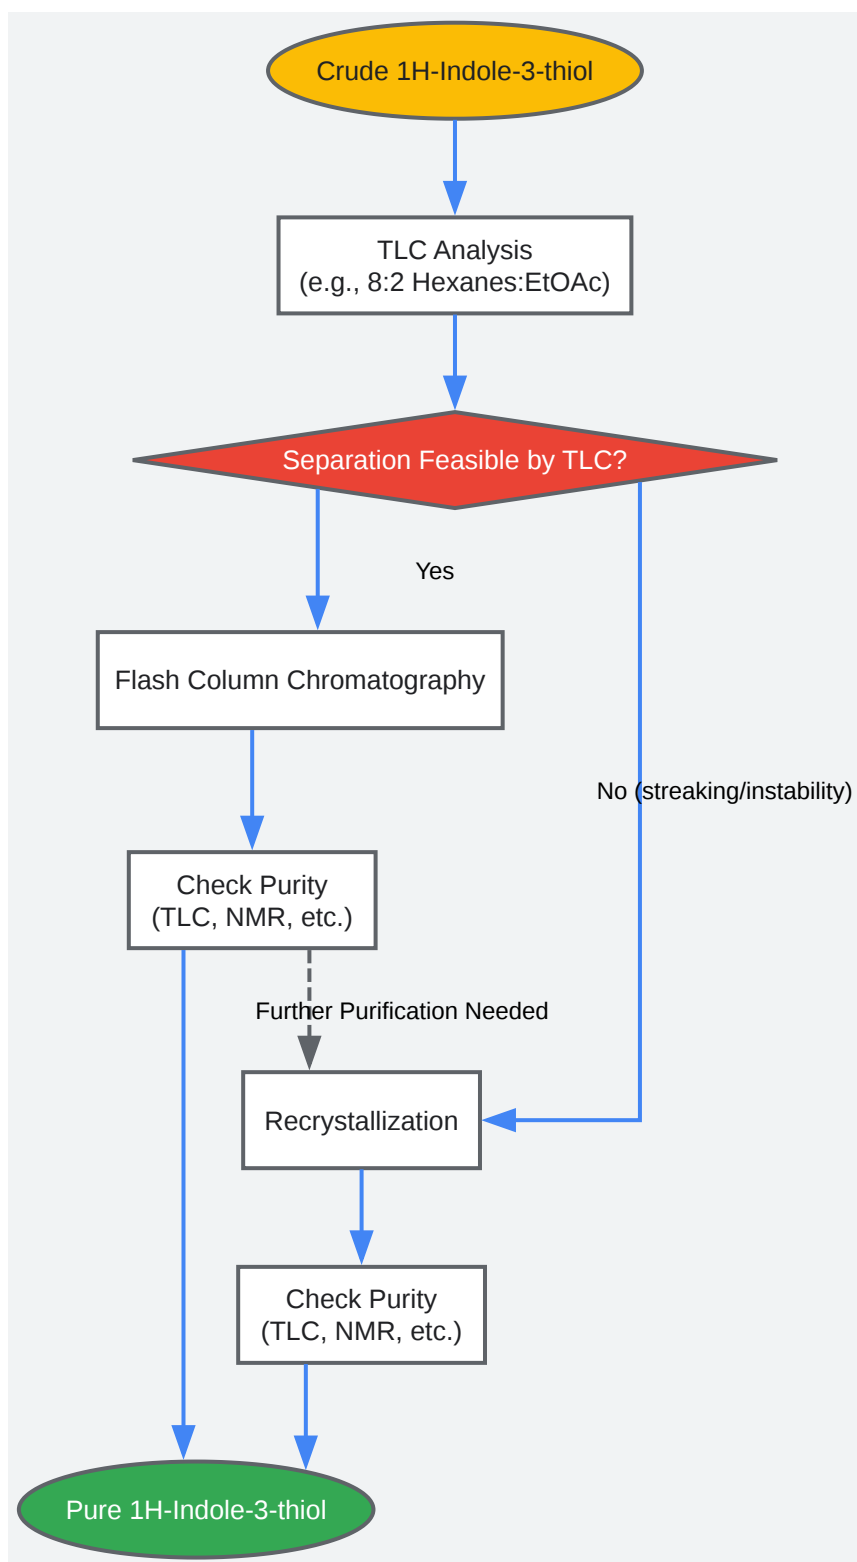 Crude 1H-Indole-3-thiol
TLC Analysis
(e.g., 8:2 Hexanes:EtOAc)
Separation Feasible by TLC?
Yes
Flash Column Chromatography
No (streaking/instability)
Check Purity
(TLC, NMR, etc.)
Further Purification Needed
Recrystallization
Check Purity
(TLC, NMR, etc.)
Pure 1H-Indole-3-thiol